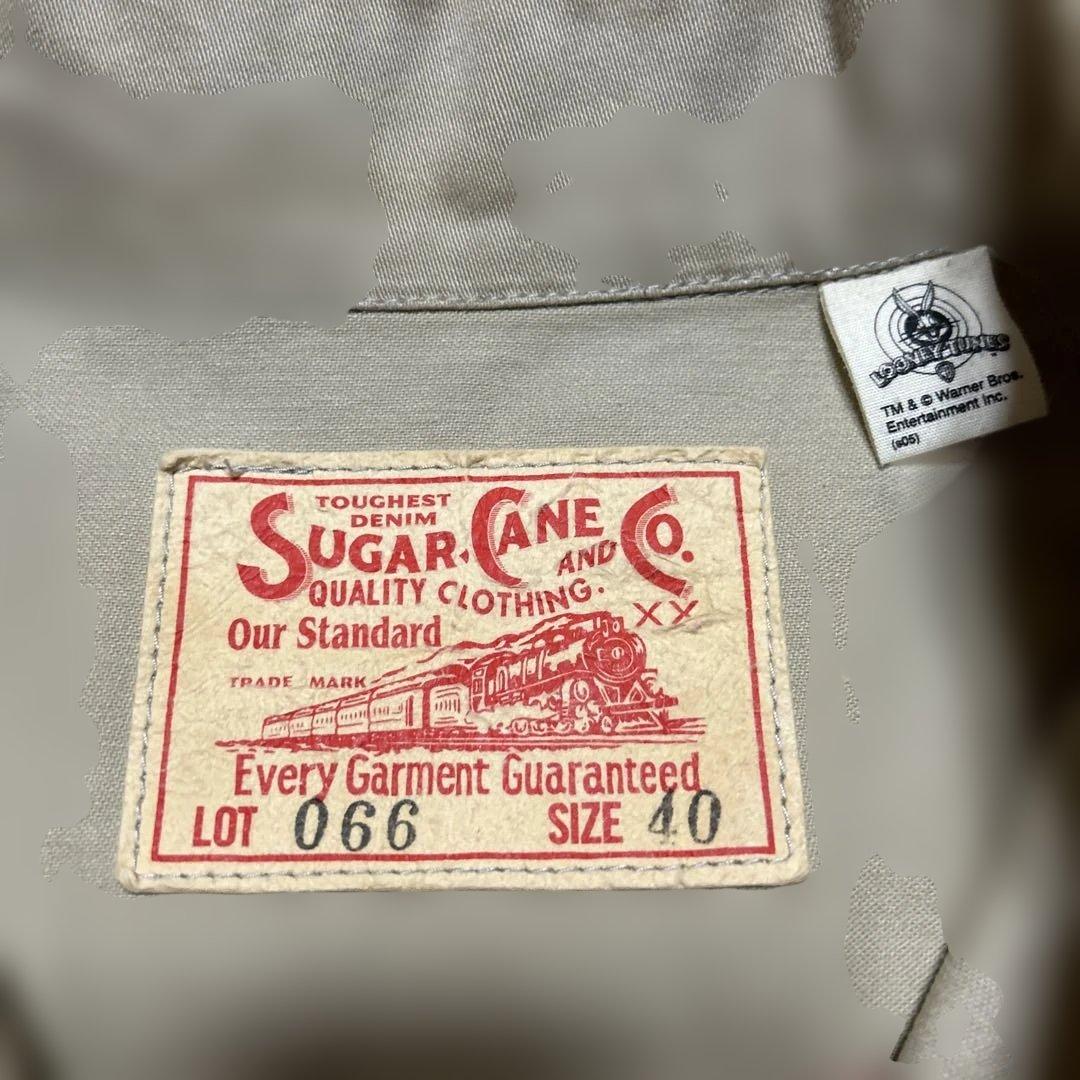 LOONEY TUNES
TM & © Warner Bros.
Entertainment Inc.
(s05)
TOUGHEST
DENIM
SUGAR CANE AND CO.
QUALITY CLOTHING.
XX
Our Standard
TRADE MARK
Every Garment Guaranteed
LOT 066 SIZE 40